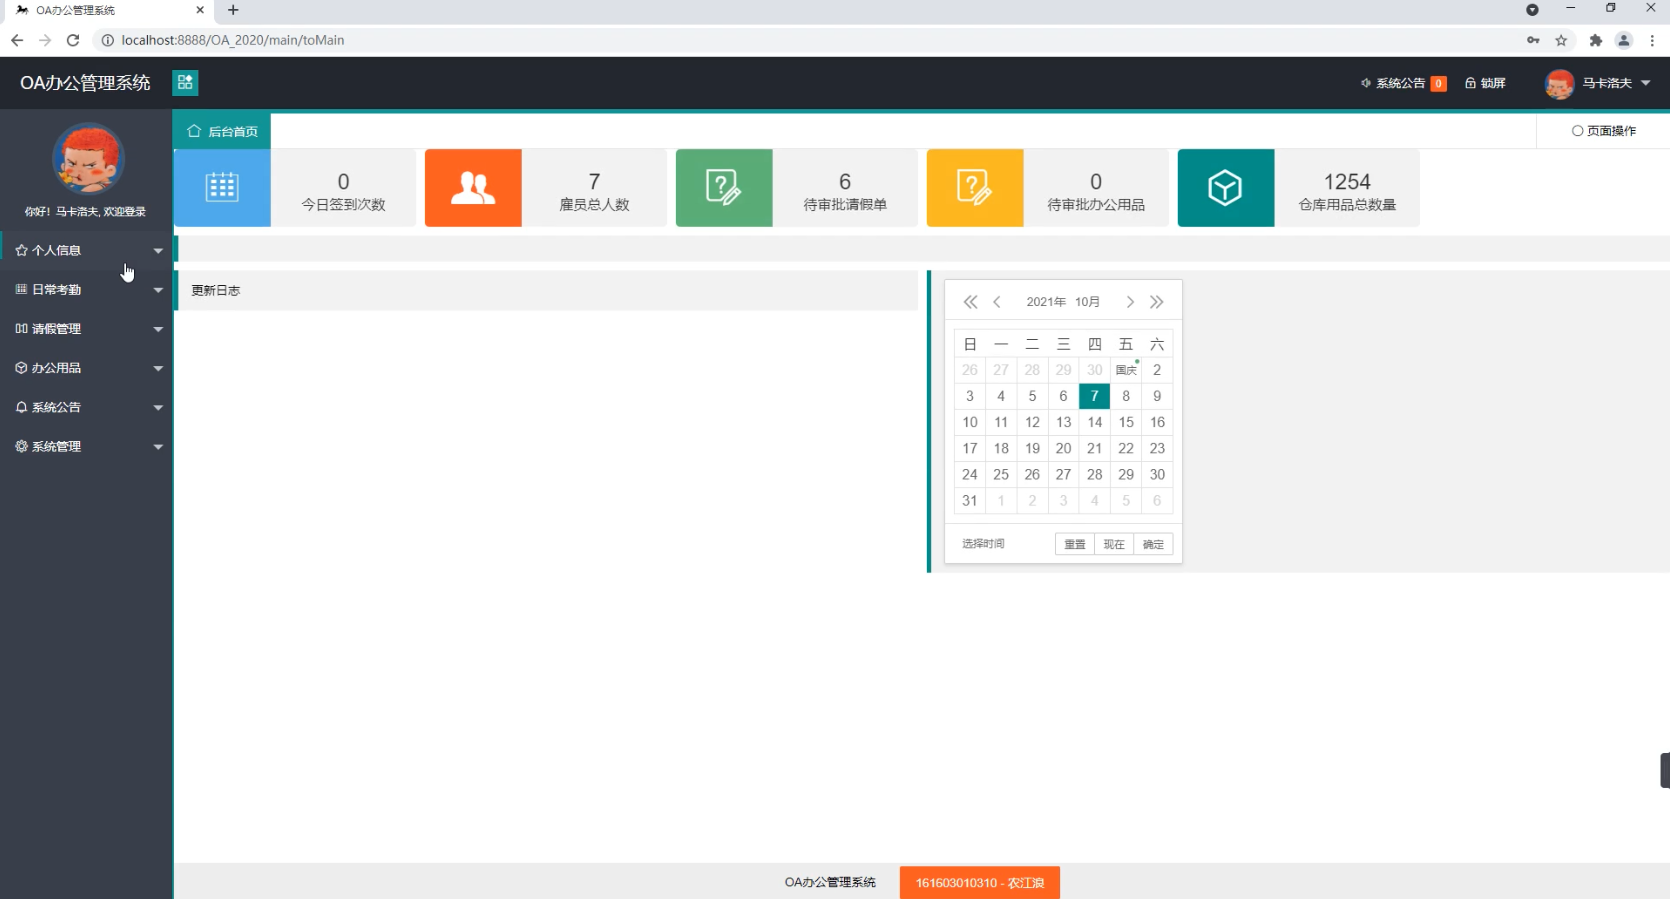 OA办公管理系统
localhost:8888/OA_2020/main/toMain
OA办公管理系统
系统公告 0
锁屏
马卡洛夫
后台首页
页面操作
你好！马卡洛夫, 欢迎登录
个人信息
日常考勤
请假管理
办公用品
系统公告
系统管理
0
今日签到次数
7
雇员总人数
6
待审批请假单
0
待审批办公用品
1254
仓库用品总数量
更新日志
2021年 10月
日 一 二 三 四 五 六
26 27 28 29 30 国庆 2
3 4 5 6 7 8 9
10 11 12 13 14 15 16
17 18 19 20 21 22 23
24 25 26 27 28 29 30
31 1 2 3 4 5 6
选择时间 重置 现在 确定
OA办公管理系统 161603010310 - 农江浪